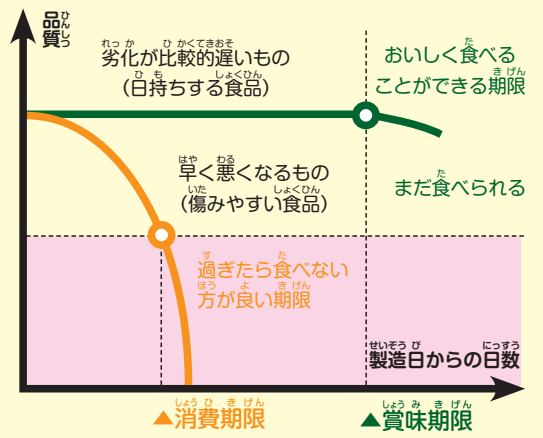 品質
劣化が比較的遅いもの
(日持ちする食品)
おいしく食べる
ことができる期限
早く悪くなるもの
(傷みやすい食品)
まだ食べられる
過ぎたら食べない
方が良い期限
製造日からの日数
▲消費期限
▲賞味期限